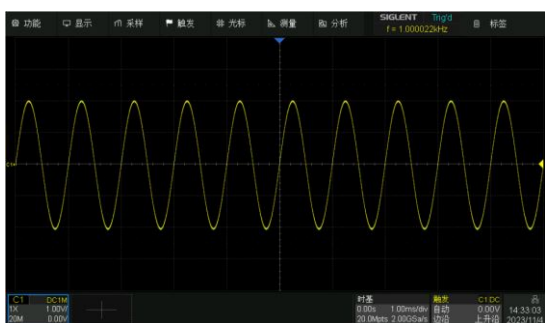 功能 显示 采样 触发 光标 测量 分析 SIGLENT Trig'd 标签
f = 1.000022kHz
C1
C1 DC1M
1X 1.00V/
20M 0.00V
时基
0.00s 1.00ms/div
20.0Mpts 2.00GSa/s
触发 C1 DC
自动 0.00V
边沿 上升沿
14:33:03
2023/11/4